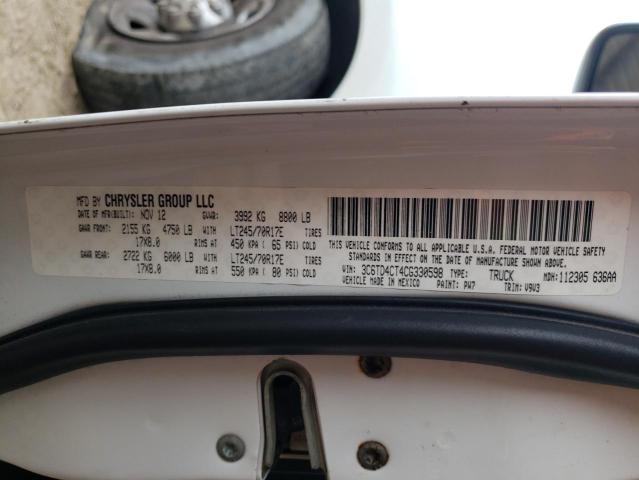 MFD BY CHRYSLER GROUP LLC
DATE OF MFR(BUILT): NOV 12 GVWR: 3992 KG 8800 LB
GAWR FRONT: 2155 KG 4750 LB LT245/70R17E TIRES
17X8.0 RIMS AT 450 KPA ( 65 PSI) COLD
GAWR REAR: 2722 KG 6000 LB LT245/70R17E TIRES
17X8.0 RIMS AT 550 KPA ( 80 PSI) COLD
THIS VEHICLE CONFORMS TO ALL APPLICABLE U.S.A. FEDERAL MOTOR VEHICLE SAFETY
STANDARDS IN EFFECT ON THE DATE OF MANUFACTURE SHOWN ABOVE.
VIN: 3C6TD4CT4CG330598 TYPE: TRUCK MDH: 112305 636AA
VEHICLE MADE IN MEXICO PAINT: PW7 TRIM: V9V3